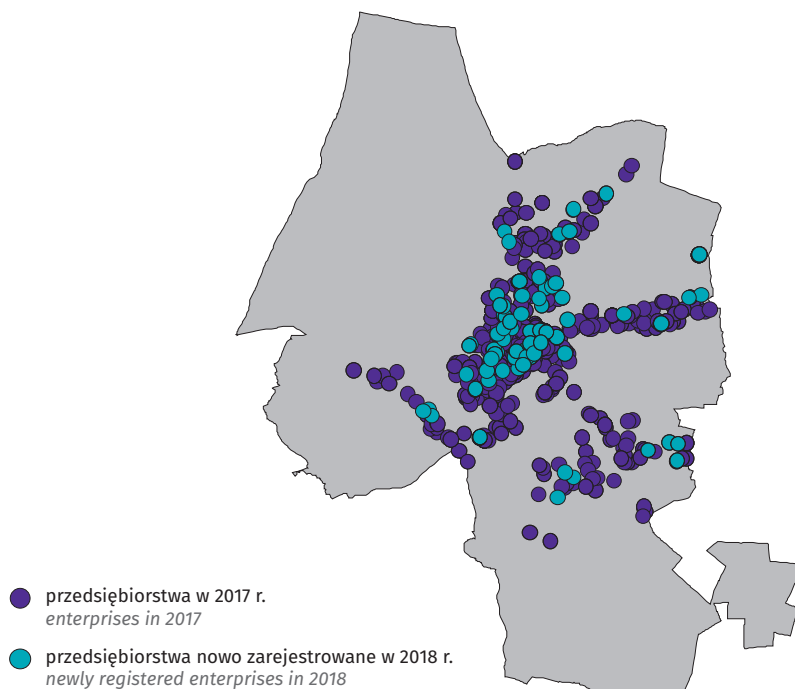 przedsiębiorstwa w 2017 r.
enterprises in 2017
przedsiębiorstwa nowo zarejestrowane w 2018 r.
newly registered enterprises in 2018